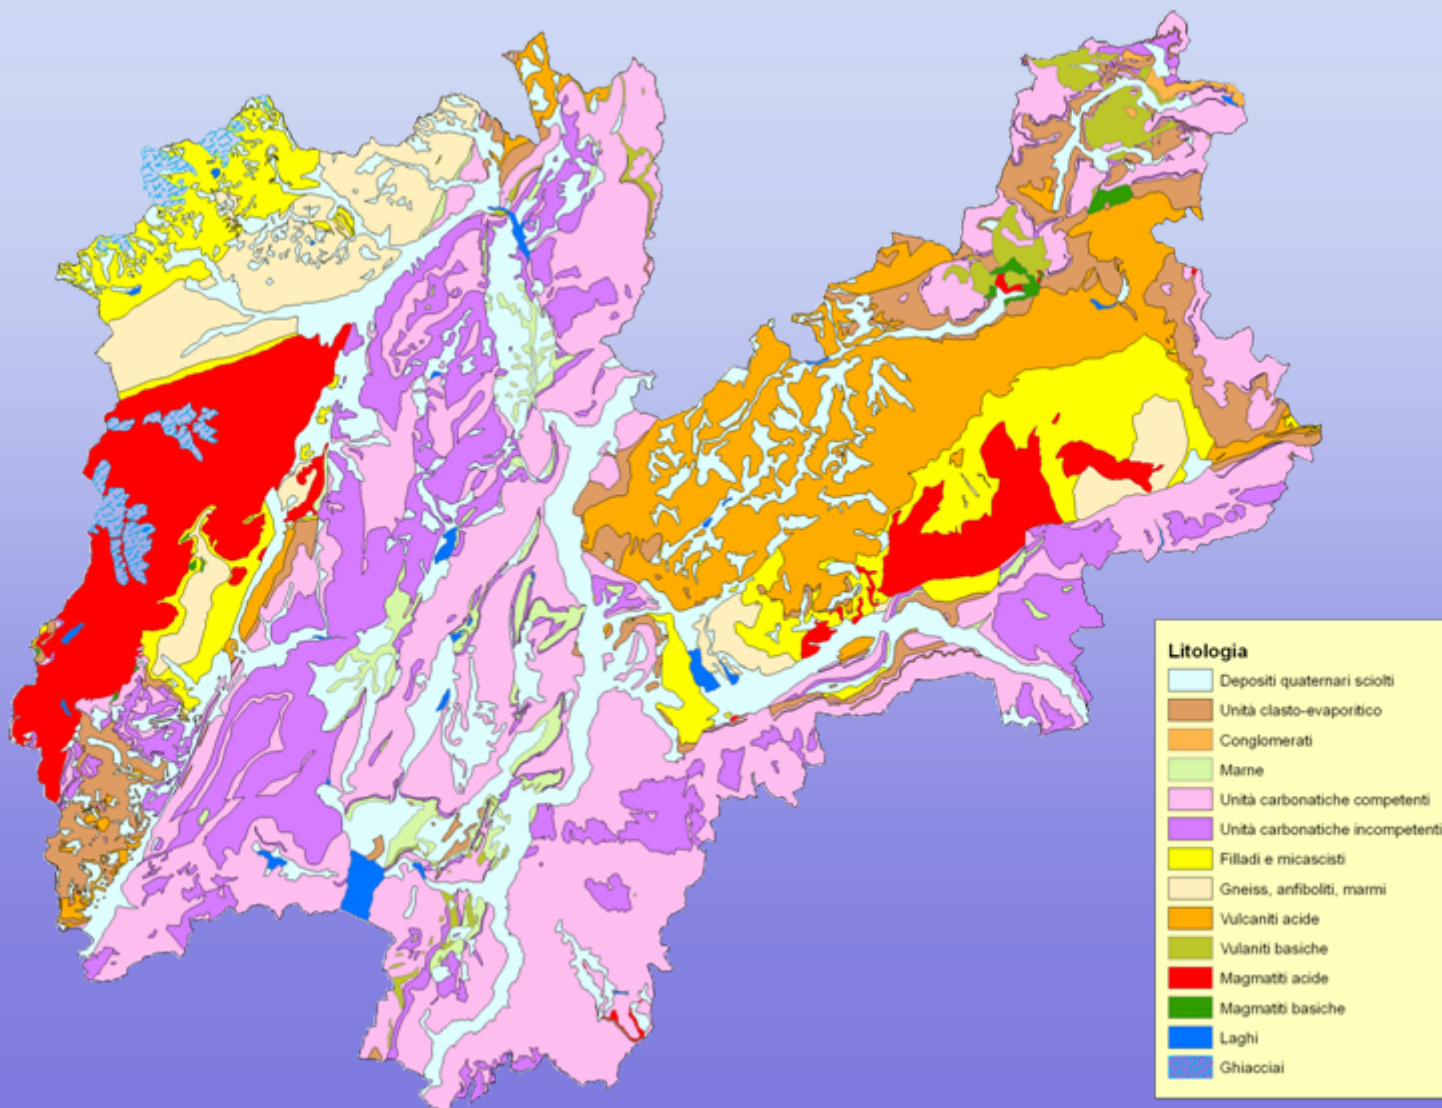 Litologia
Depositi quaternari sciolti
Unità clasto-evaporitico
Conglomerati
Marne
Unità carbonatiche competenti
Unità carbonatiche incompetenti
Filladi e micascisti
Gneiss, anfiboliti, marmi
Vulcaniti acide
Vulaniti basiche
Magmatiti acide
Magmatiti basiche
Laghi
Ghiacciai